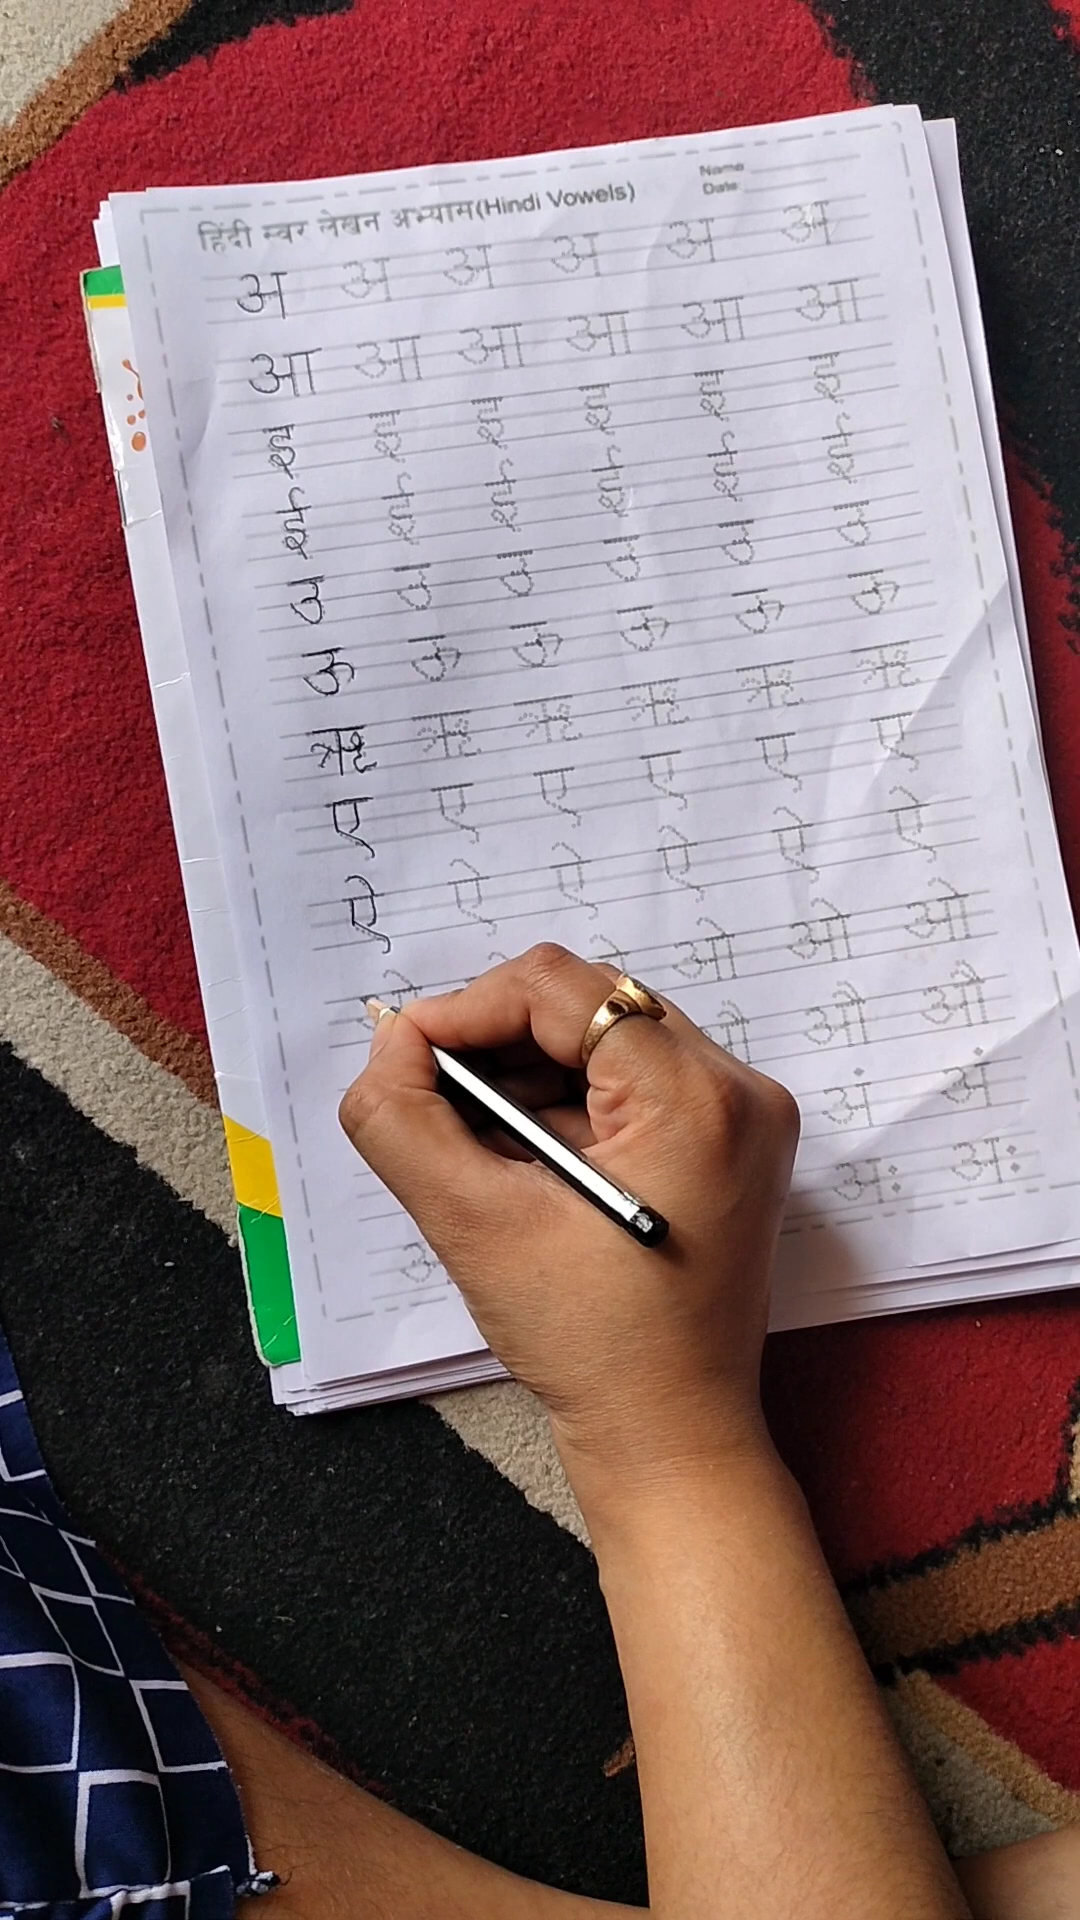 हिंदी स्वर लेखन अभ्यास(Hindi Vowels)
Name
Date
अ अ अ अ अ अ
आ आ आ आ आ आ
इ इ इ इ इ इ
ई ई ई ई ई ई
उ उ उ उ उ उ
ऊ ऊ ऊ ऊ ऊ ऊ
ऋ ऋ ऋ ऋ ऋ ऋ
ए ए ए ए ए ए
ऐ ऐ ऐ ऐ ऐ ऐ
ओ ओ ओ
औ औ औ
अं अं
अः अः